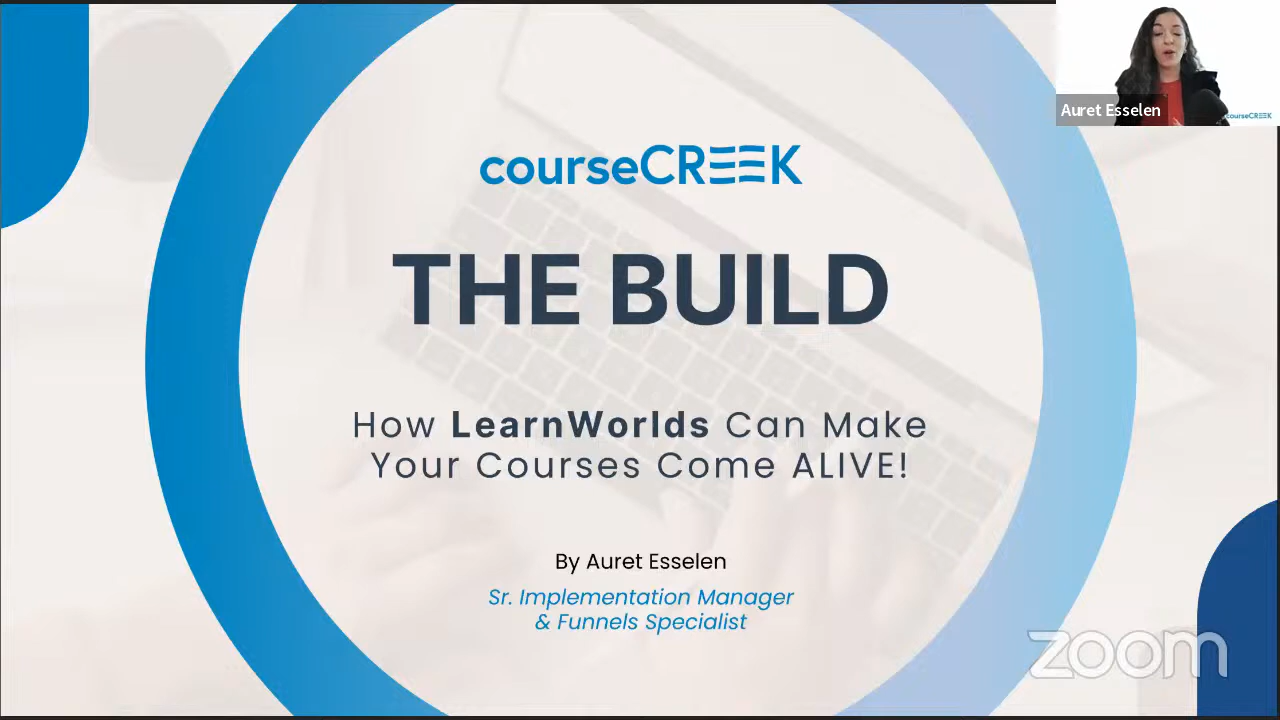 Auret Esselen
courseCREEK
courseCREEK
THE BUILD
How LearnWorlds Can Make
Your Courses Come ALIVE!
By Auret Esselen
Sr. Implementation Manager
& Funnels Specialist
zoom